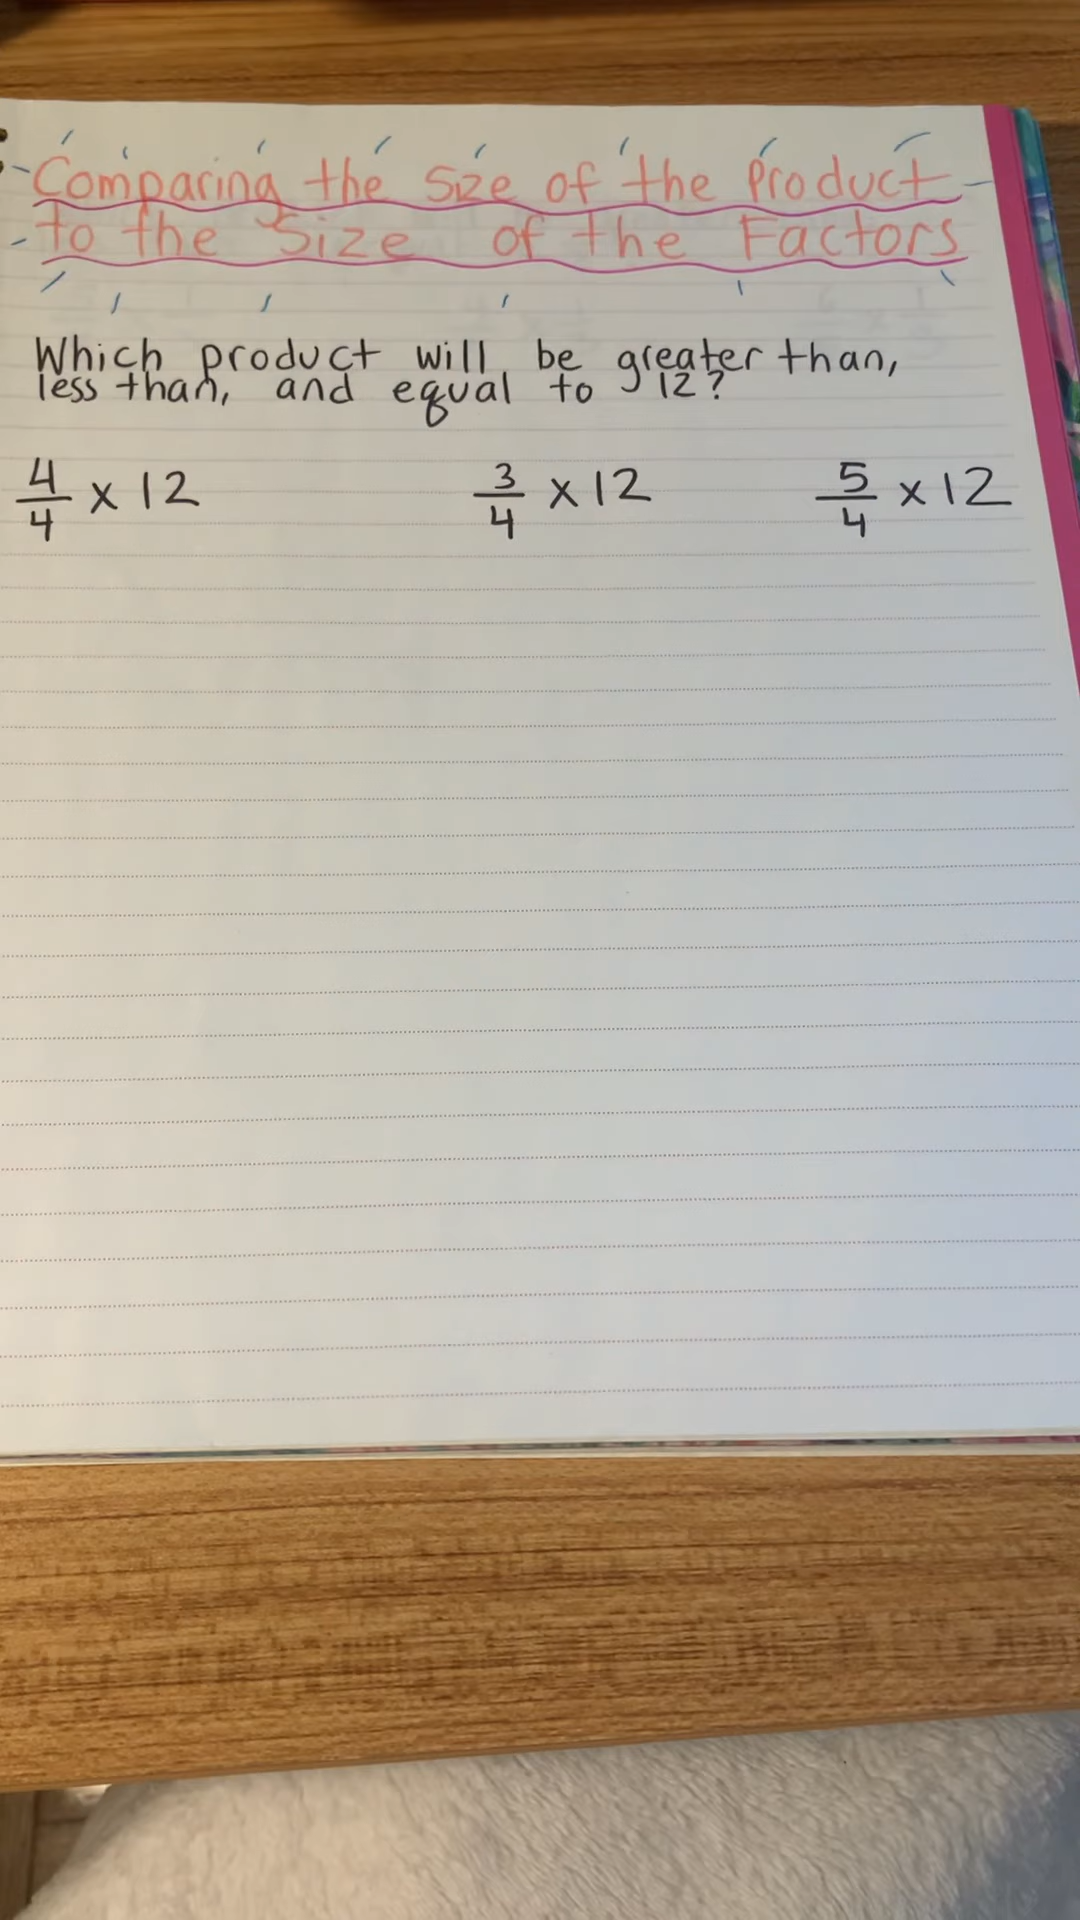 Comparing the Size of the Product
to the Size of the Factors
Which product will be greater than,
less than, and equal to 12?
4/4 x 12 3/4 x 12 5/4 x 12